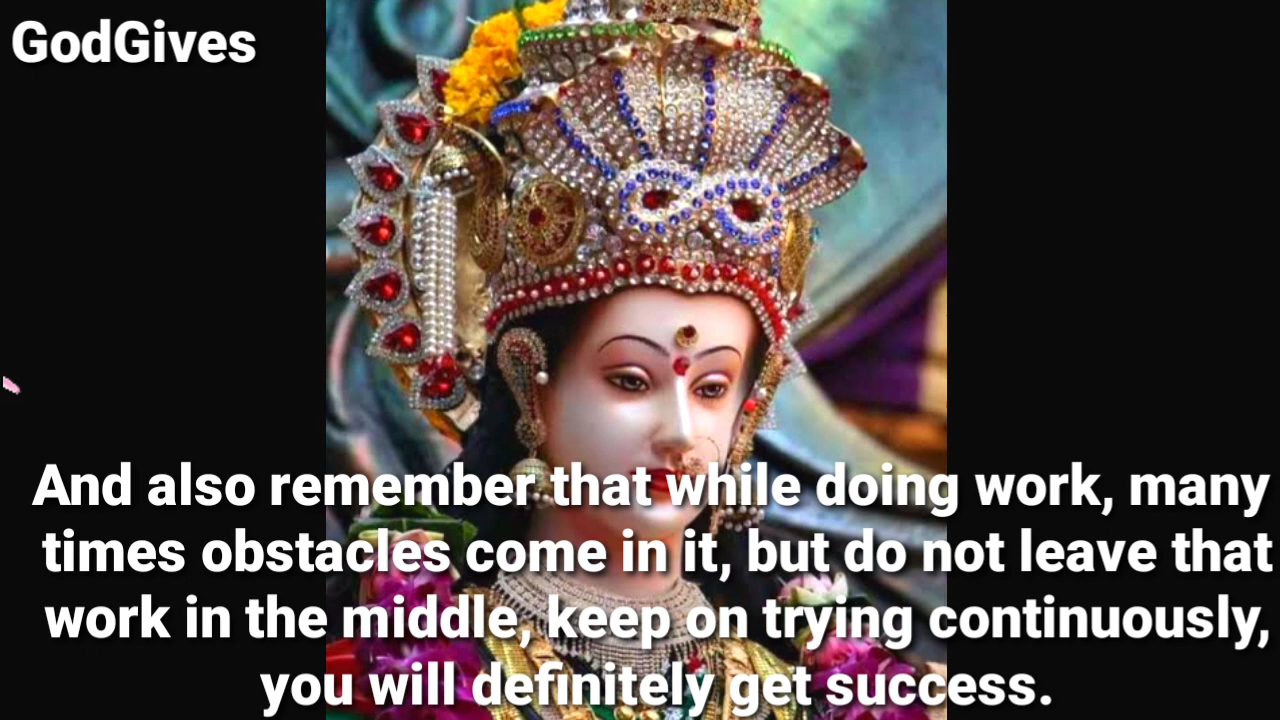 GodGives
And also remember that while doing work, many
times obstacles come in it, but do not leave that
work in the middle, keep on trying continuously,
you will definitely get success.